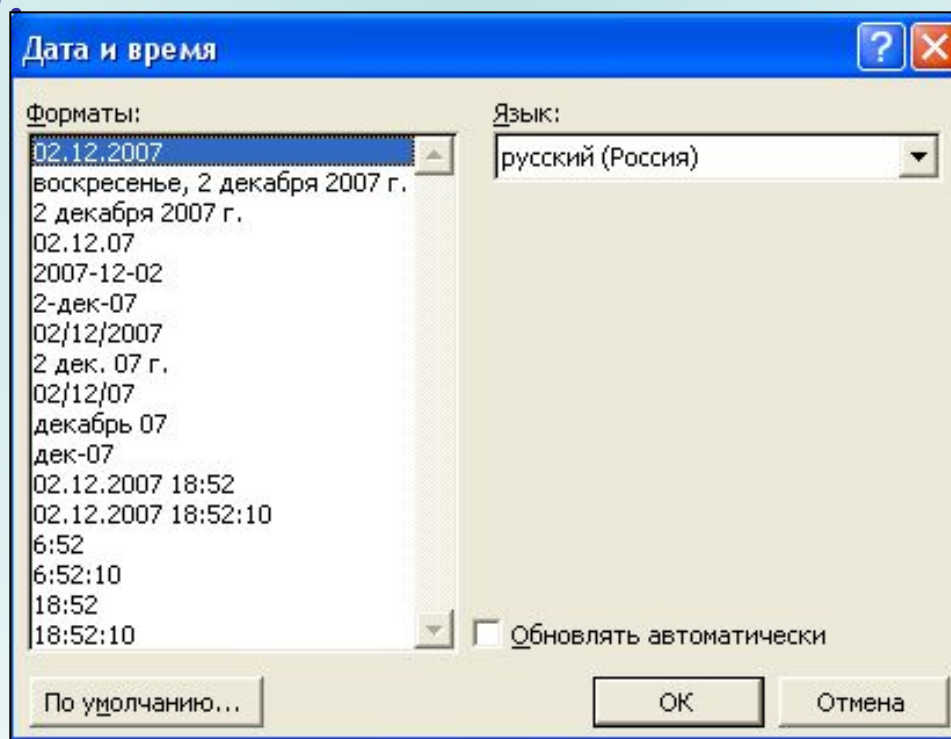 Дата и время
Форматы:
02.12.2007
воскресенье, 2 декабря 2007 г.
2 декабря 2007 г.
02.12.07
2007-12-02
2-дек-07
02/12/2007
2 дек. 07 г.
02/12/07
декабрь 07
дек-07
02.12.2007 18:52
02.12.2007 18:52:10
6:52
6:52:10
18:52
18:52:10
Язык:
русский (Россия)
Обновлять автоматически
По умолчанию...
ОК
Отмена